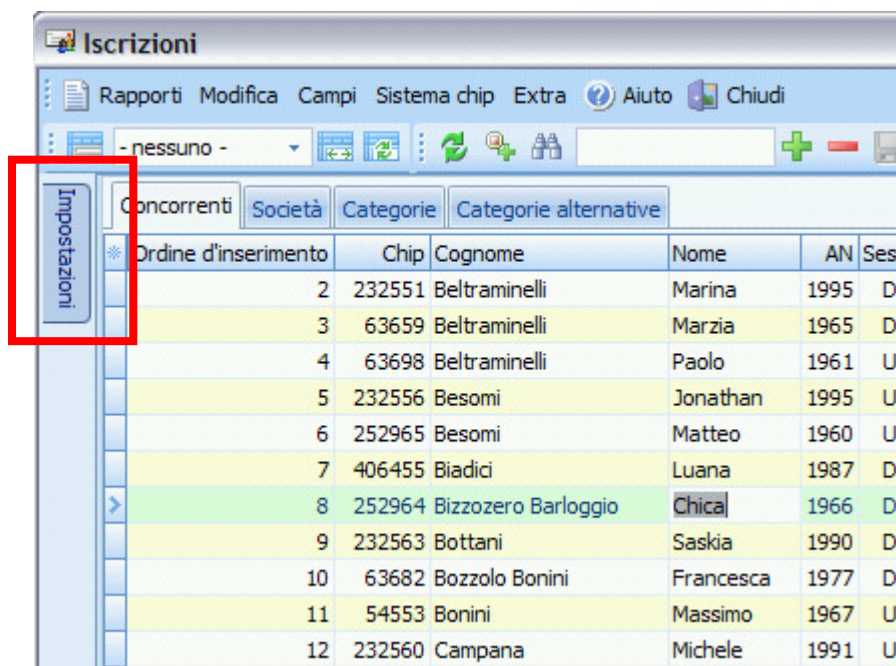 Iscrizioni
Rapporti Modifica Campi Sistema chip Extra Aiuto Chiudi
- nessuno -
Impostazioni
Concorrenti Società Categorie Categorie alternative
Ordine d'inserimento Chip Cognome Nome AN Ses
2 232551 Beltraminelli Marina 1995 D
3 63659 Beltraminelli Marzia 1965 D
4 63698 Beltraminelli Paolo 1961 U
5 232556 Besomi Jonathan 1995 U
6 252965 Besomi Matteo 1960 U
7 406455 Biadici Luana 1987 D
8 252964 Bizzozero Barloggio Chica 1966 D
9 232563 Bottani Saskia 1990 D
10 63682 Bozzolo Bonini Francesca 1977 D
11 54553 Bonini Massimo 1967 U
12 232560 Campana Michele 1991 U